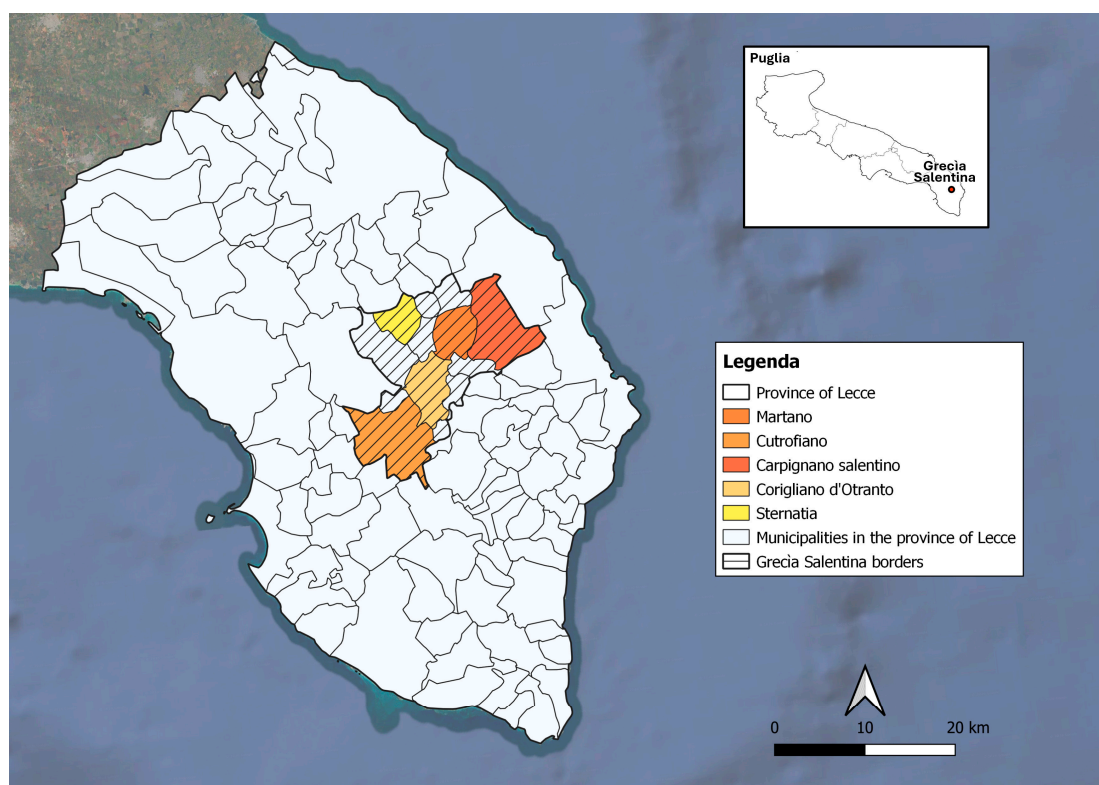 Puglia
Grecìa
Salentina
Legenda
Province of Lecce
Martano
Cutrofiano
Carpignano salentino
Corigliano d'Otranto
Sternatia
Municipalities in the province of Lecce
Grecìa Salentina borders
0 10 20 km